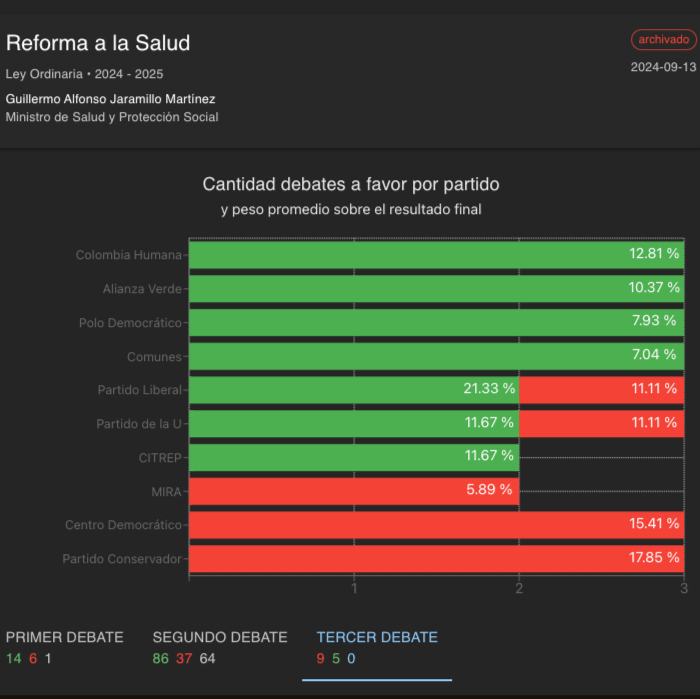 Reforma a la Salud
archivado
Ley Ordinaria • 2024 - 2025
2024-09-13
Guillermo Alfonso Jaramillo Martínez
Ministro de Salud y Protección Social
Cantidad debates a favor por partido
y peso promedio sobre el resultado final
Colombia Humana 12.81 %
Alianza Verde 10.37 %
Polo Democrático 7.93 %
Comunes 7.04 %
Partido Liberal 21.33 % 11.11 %
Partido de la U 11.67 % 11.11 %
CITREP 11.67 %
MIRA 5.89 %
Centro Democrático 15.41 %
Partido Conservador 17.85 %
1 2 3
PRIMER DEBATE SEGUNDO DEBATE TERCER DEBATE
14 6 1 86 37 64 9 5 0